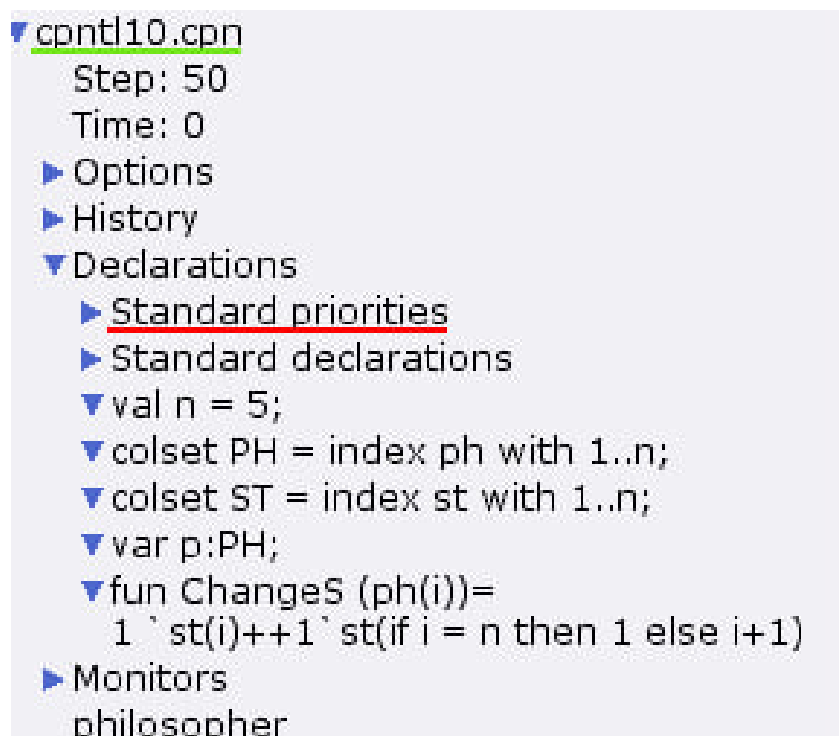 cpntl10.cpn
Step: 50
Time: 0
Options
History
Declarations
Standard priorities
Standard declarations
val n = 5;
colset PH = index ph with 1..n;
colset ST = index st with 1..n;
var p:PH;
fun ChangeS (ph(i))=
1 ` st(i)++1` st(if i = n then 1 else i+1)
Monitors
philosopher